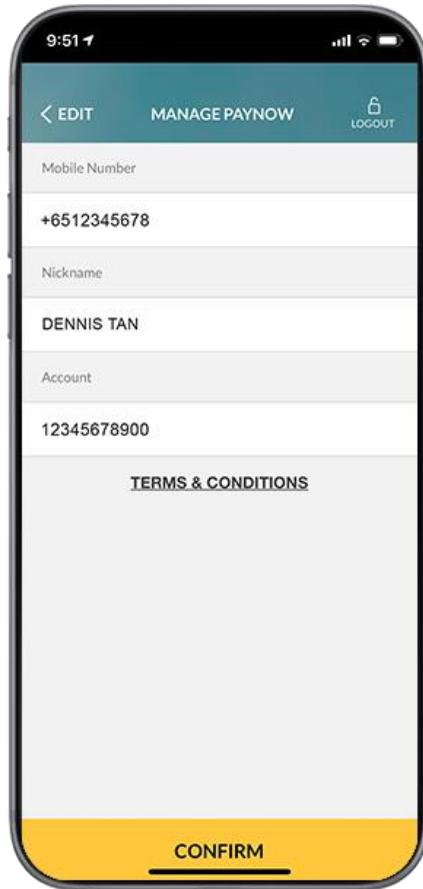 9:51
< EDIT
MANAGE PAYNOW
LOGOUT
Mobile Number
+6512345678
Nickname
DENNIS TAN
Account
12345678900
TERMS & CONDITIONS
CONFIRM